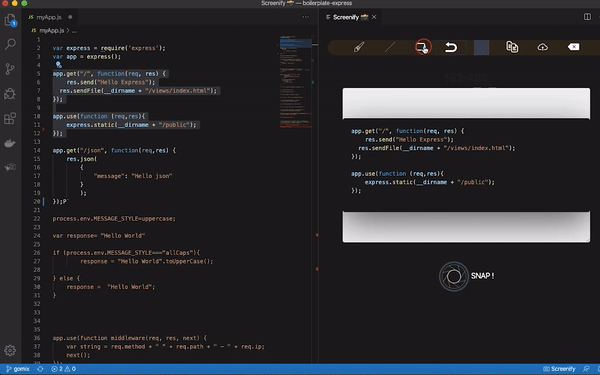 Screenify — boilerplate-express
JS myApp.js
Screenify
JS myApp.js > ...
1
2 var express = require('express');
3 var app = express();
4
5 app.get("/", function(req, res) {
6 res.send("Hello Express");
7 res.sendFile(__dirname + "/views/index.html");
8 });
9
10 app.use(function (req,res){
11 express.static(__dirname + "/public");
12 });
13
14 app.get("/json", function(req,res) {
15 res.json(
16 {
17 "message": "Hello json"
18 }
19 );
20 });P
21
22 process.env.MESSAGE_STYLE=uppercase;
23
24 var response= "Hello World"
25
26 if (process.env.MESSAGE_STYLE==="allCaps"){
27 response = "Hello World".toUpperCase();
28
29 } else {
30 response = "Hello World";
31 }
32
33
34
35
36 app.use(function middleware(req, res, next) {
37 var string = req.method + " " + req.path + " - " + req.ip;
38 next();
app.get("/", function(req, res) {
res.send("Hello Express");
res.sendFile(__dirname + "/views/index.html");
});
app.use(function (req,res){
express.static(__dirname + "/public");
});
SNAP !
gomix
2
0
Screenify